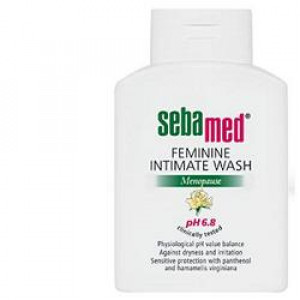 sebamed
FEMININE
INTIMATE WASH
Menopause
pH 6.8
clinically tested
Physiological pH value balance
Against dryness and irritation
Sensitive protection with panthenol
and hamamelis virginiana